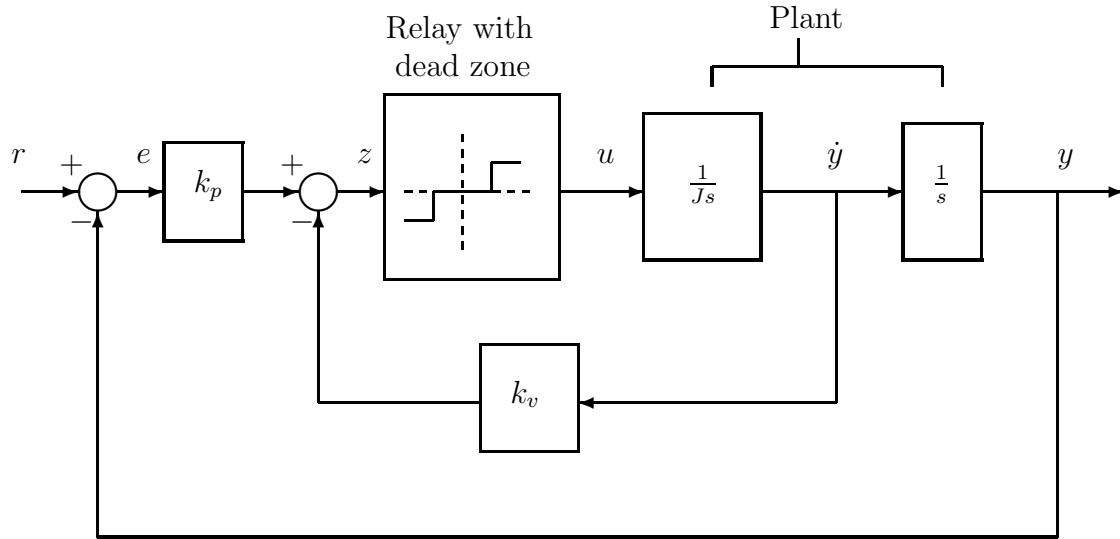 Plant
Relay with
dead zone
r
+
e
k_p
+
z
u
1/Js
ẏ
1/s
y
−
−
k_v